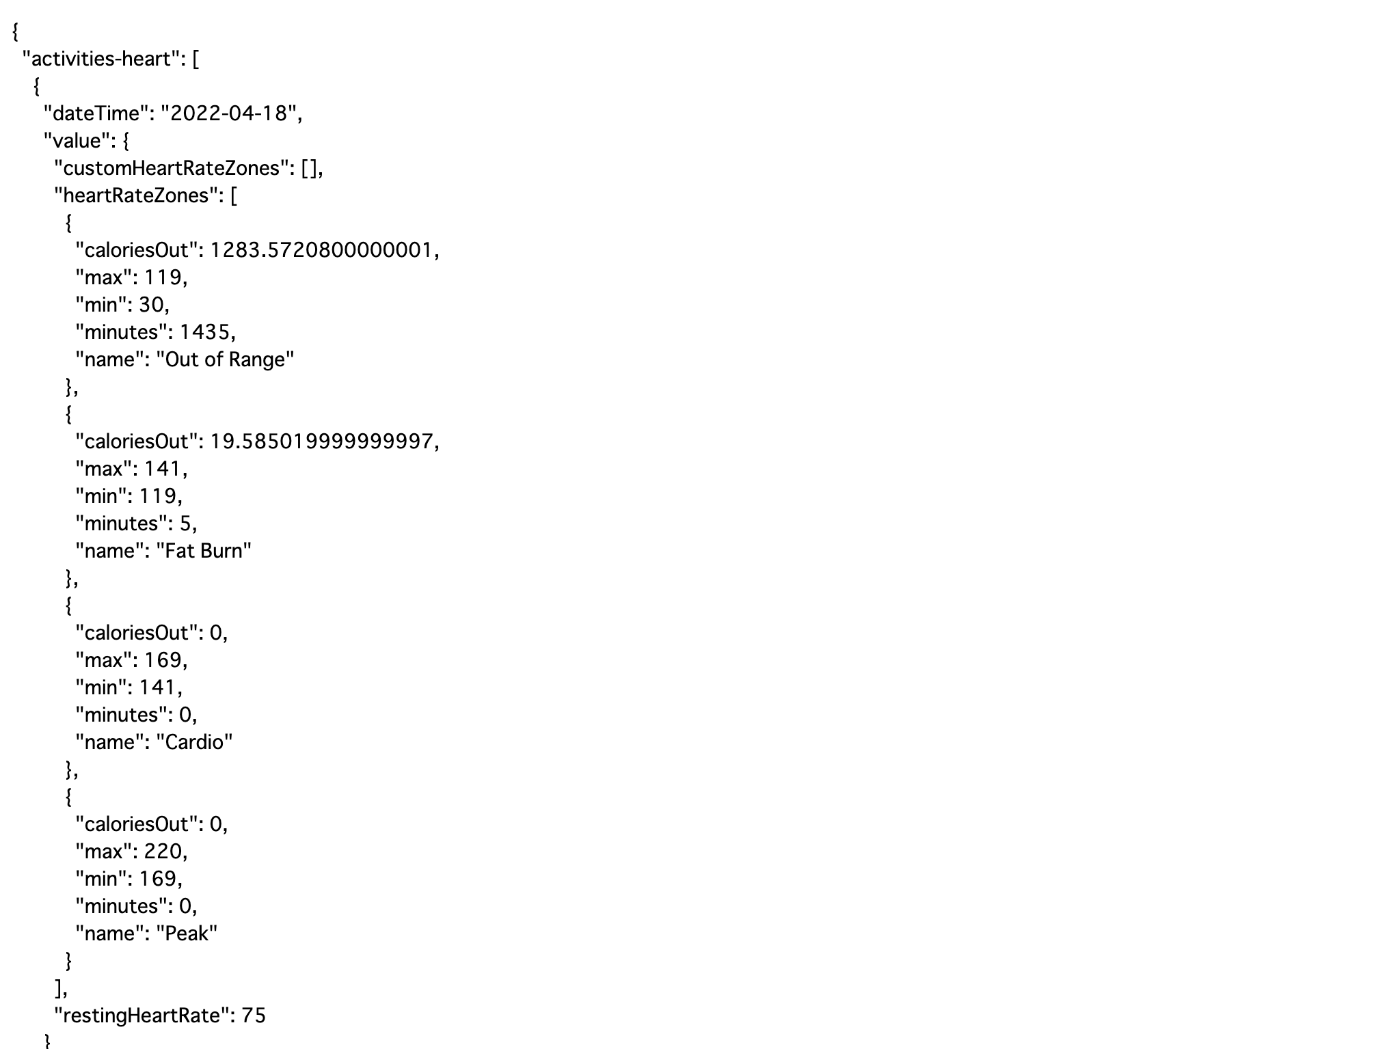 {
"activities-heart": [
{
"dateTime": "2022-04-18",
"value": {
"customHeartRateZones": [],
"heartRateZones": [
{
"caloriesOut": 1283.5720800000001,
"max": 119,
"min": 30,
"minutes": 1435,
"name": "Out of Range"
},
{
"caloriesOut": 19.585019999999997,
"max": 141,
"min": 119,
"minutes": 5,
"name": "Fat Burn"
},
{
"caloriesOut": 0,
"max": 169,
"min": 141,
"minutes": 0,
"name": "Cardio"
},
{
"caloriesOut": 0,
"max": 220,
"min": 169,
"minutes": 0,
"name": "Peak"
}
],
"restingHeartRate": 75
}